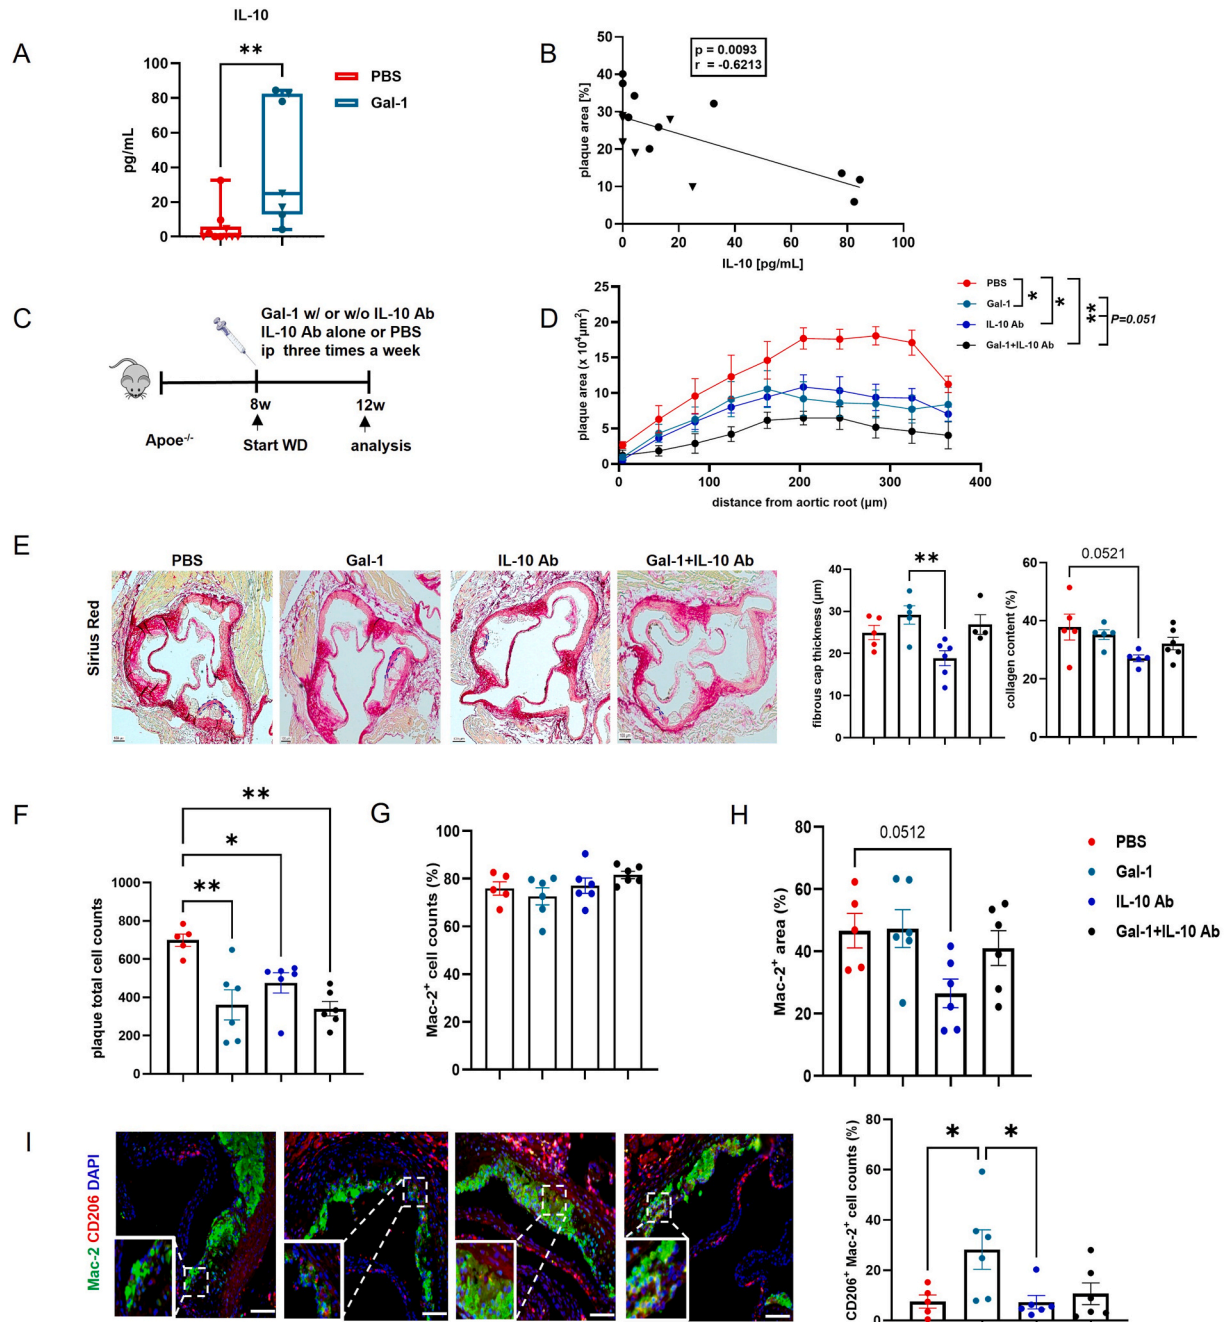 IL-10
A
**
PBS
Gal-1
pg/mL
100
80
60
40
20
0
B
p = 0.0093
r = -0.6213
plaque area [%]
50
40
30
20
10
0
0 20 40 60 80 100
IL-10 [pg/mL]
C
Gal-1 w/ or w/o IL-10 Ab
IL-10 Ab alone or PBS
ip three times a week
8w
12w
Apoe-/-
Start WD
analysis
D
PBS
Gal-1
IL-10 Ab
Gal-1+IL-10 Ab
*
*
**
P=0.051
plaque area (x 10⁴μm²)
25
20
15
10
5
0
0 100 200 300 400
distance from aortic root (μm)
E
PBS
Gal-1
IL-10 Ab
Gal-1+IL-10 Ab
Sirius Red
fibrous cap thickness (μm)
40
30
20
10
0
**
collagen content (%)
60
40
20
0
0.0521
F
**
*
**
plaque total cell counts
1000
800
600
400
200
0
G
Mac-2⁺ cell counts (%)
100
80
60
40
20
0
H
Mac-2⁺ area (%)
80
60
40
20
0
0.0512
PBS
Gal-1
IL-10 Ab
Gal-1+IL-10 Ab
I
Mac-2 CD206 DAPI
CD206⁺ Mac-2⁺ cell counts (%)
80
60
40
20
0
*
*